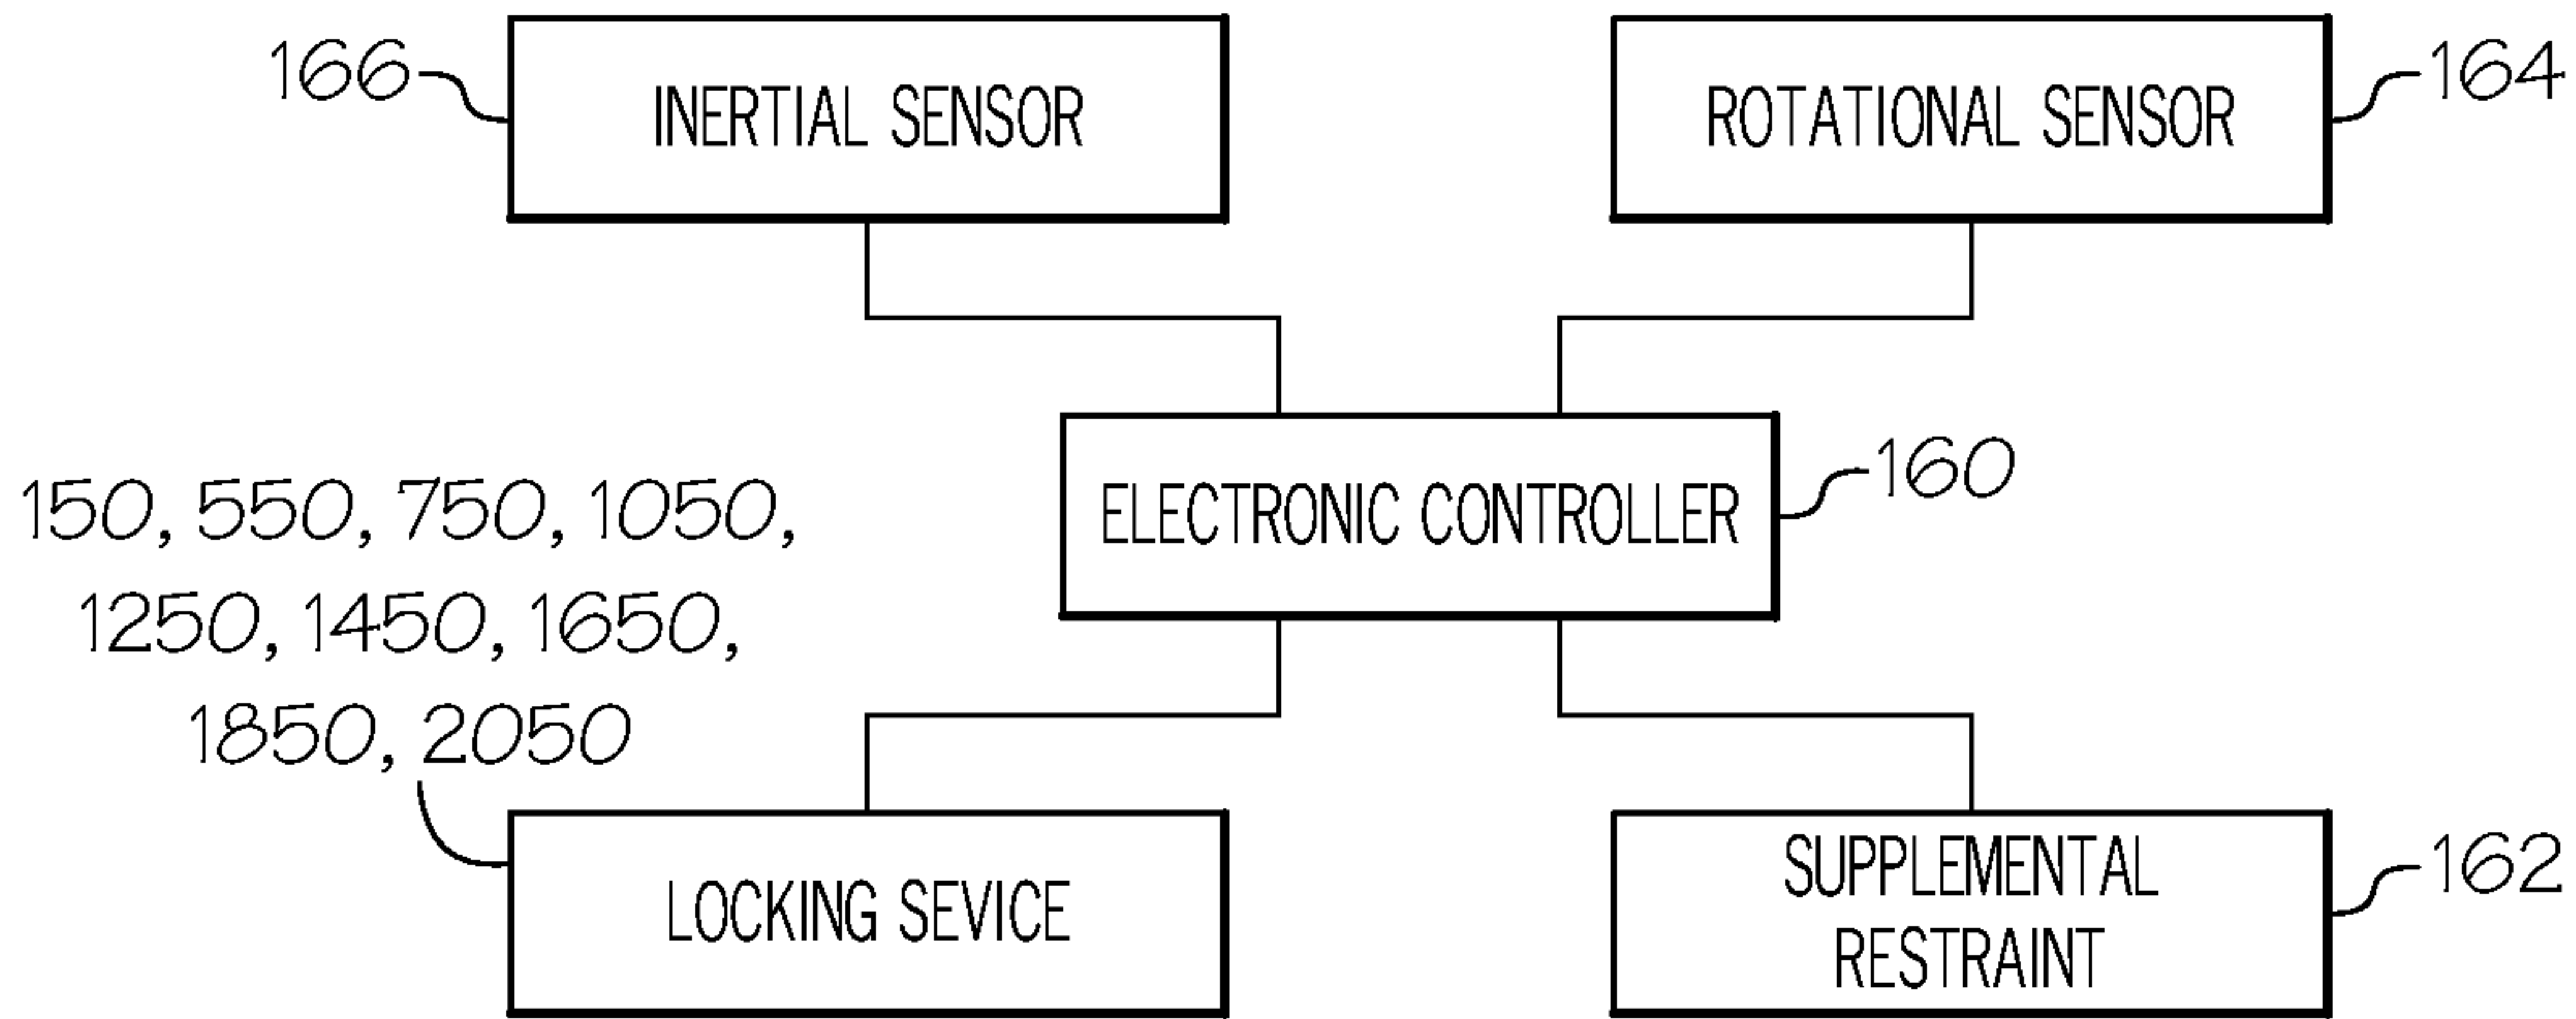 166
INERTIAL SENSOR
ROTATIONAL SENSOR
164
ELECTRONIC CONTROLLER
160
150, 550, 750, 1050,
1250, 1450, 1650,
1850, 2050
LOCKING SEVICE
SUPPLEMENTAL
RESTRAINT
162